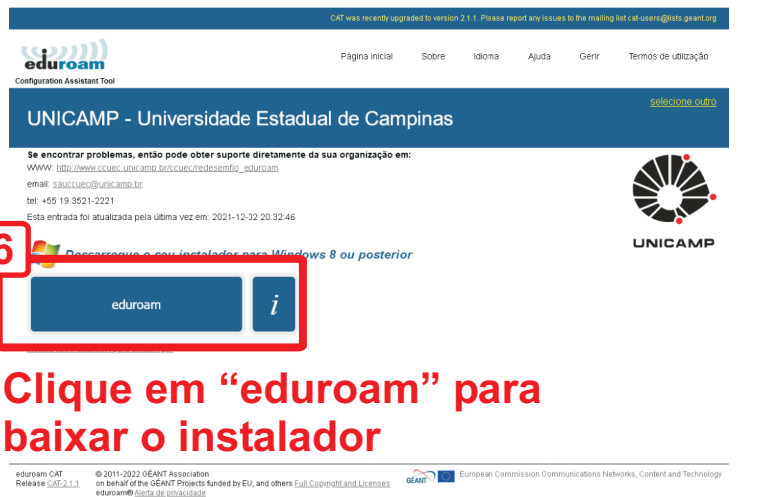 CAT was recently upgraded to version 2.1.1. Please report any issues to the mailing list cat-users@lists.geant.org
eduroam
Configuration Assistant Tool
Página inicial Sobre Idioma Ajuda Gerir Termos de utilização
selecione outro
UNICAMP - Universidade Estadual de Campinas
Se encontrar problemas, então pode obter suporte diretamente da sua organização em:
WWW: http://www.ccuec.unicamp.br/ccuec/redesemfio_eduroam
email: sauccuec@unicamp.br
tel: +55 19 3521-2221
Esta entrada foi atualizada pela última vez em: 2021-12-02 20:32:46
UNICAMP
6
Descarregue o seu instalador para Windows 8 ou posterior
eduroam i
Clique em “eduroam” para
baixar o instalador
eduroam CAT
Release CAT-2.1.1
© 2011-2022 GÉANT Association
on behalf of the GÉANT Projects funded by EU; and others Full Copyright and Licenses
eduroam® Alerta de privacidade
GÉANT
European Commission Communications Networks, Content and Technology